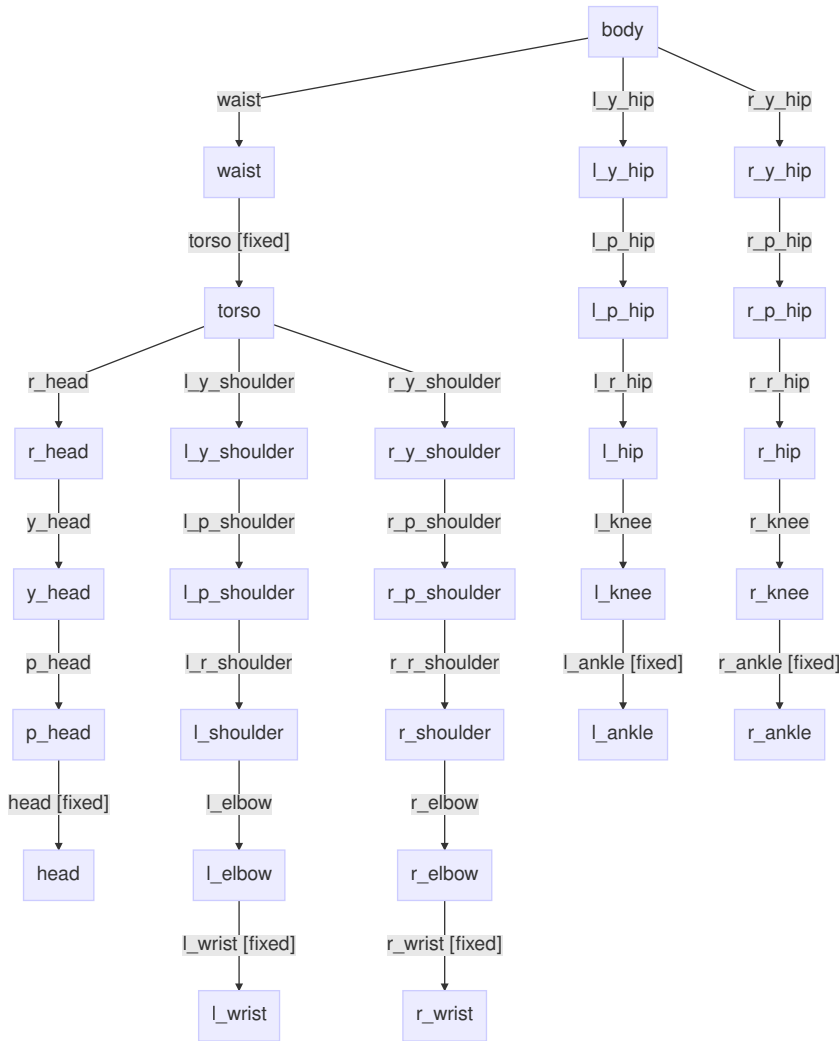 body
waist
l_y_hip
r_y_hip
waist
l_y_hip
r_y_hip
torso [fixed]
l_p_hip
r_p_hip
torso
l_p_hip
r_p_hip
r_head
l_y_shoulder
r_y_shoulder
l_r_hip
r_r_hip
r_head
l_y_shoulder
r_y_shoulder
l_hip
r_hip
y_head
l_p_shoulder
r_p_shoulder
l_knee
r_knee
y_head
l_p_shoulder
r_p_shoulder
l_knee
r_knee
p_head
l_r_shoulder
r_r_shoulder
l_ankle [fixed]
r_ankle [fixed]
p_head
l_shoulder
r_shoulder
l_ankle
r_ankle
head [fixed]
l_elbow
r_elbow
head
l_elbow
r_elbow
l_wrist [fixed]
r_wrist [fixed]
l_wrist
r_wrist